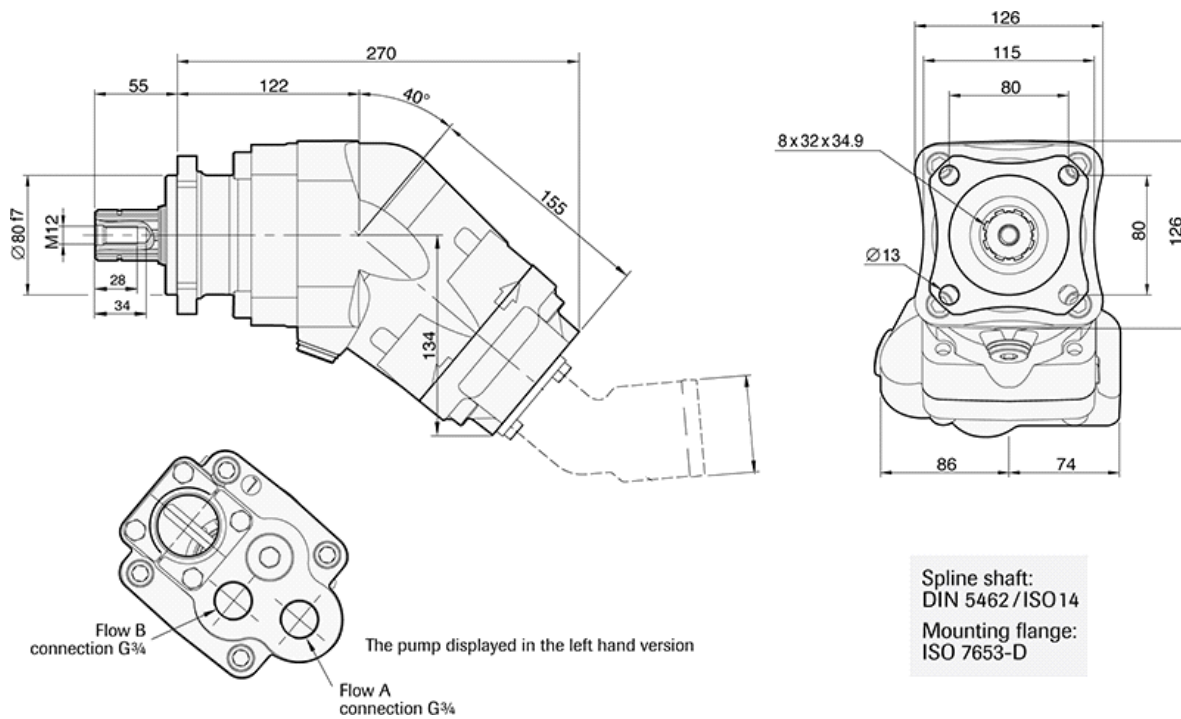 270
55
122
40°
155
Ø 80 f7
M12
28
34
134
126
115
80
8 x 32 x 34.9
Ø 13
80
126
86
74
Flow B
connection G¾
Flow A
connection G¾
The pump displayed in the left hand version
Spline shaft:
DIN 5462 / ISO 14
Mounting flange:
ISO 7653-D